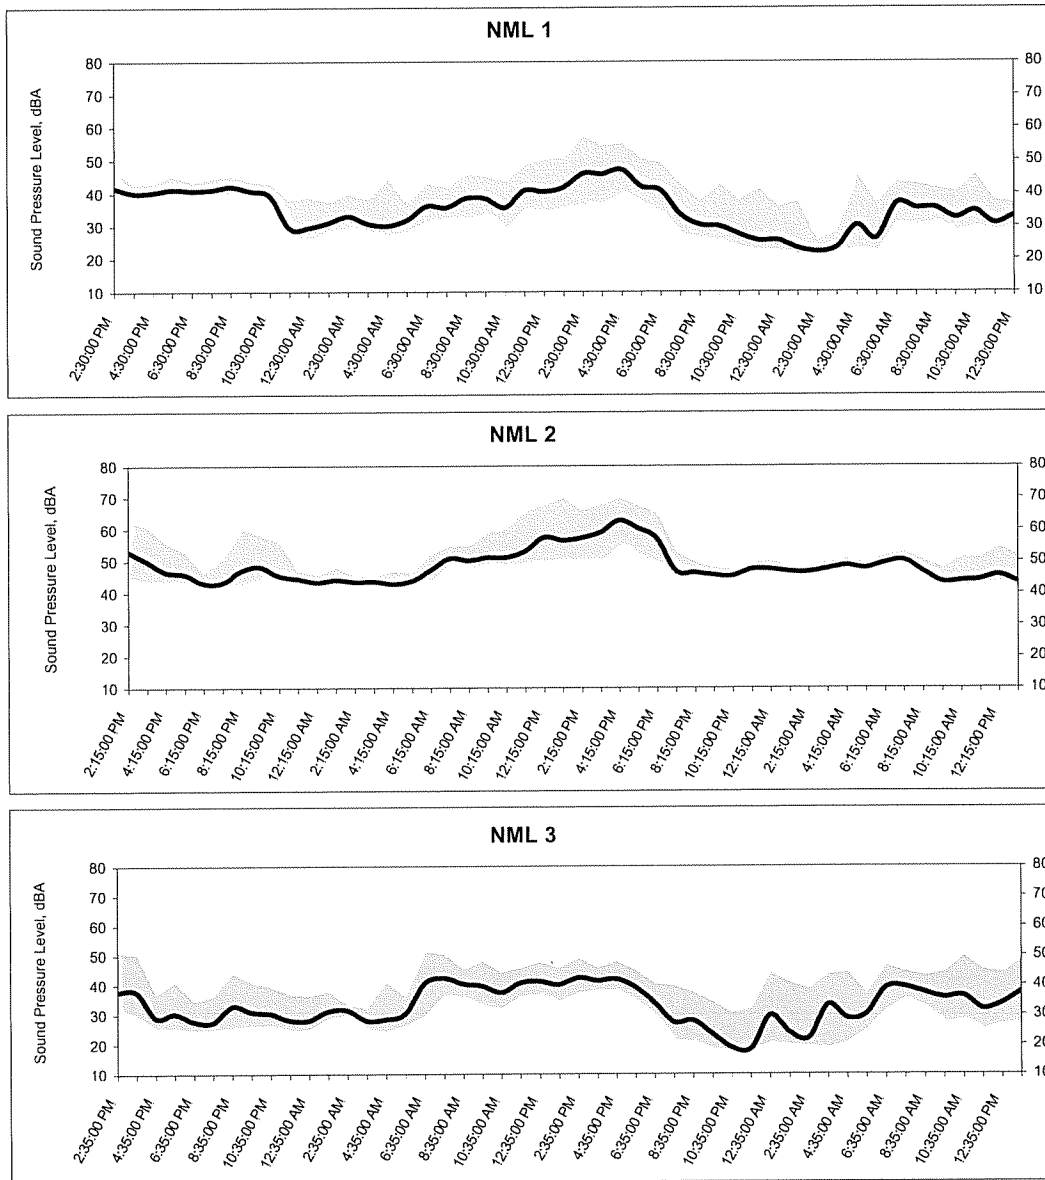 NML 1
80 80
70 70
60 60
50 50
40 40
30 30
20 20
10 10
Sound Pressure Level, dBA
2:30:00 PM
4:30:00 PM
6:30:00 PM
8:30:00 PM
10:30:00 PM
12:30:00 AM
2:30:00 AM
4:30:00 AM
6:30:00 AM
8:30:00 AM
10:30:00 AM
12:30:00 PM
2:30:00 PM
4:30:00 PM
6:30:00 PM
8:30:00 PM
10:30:00 PM
12:30:00 AM
2:30:00 AM
4:30:00 AM
6:30:00 AM
8:30:00 AM
10:30:00 AM
12:30:00 PM
NML 2
80 80
70 70
60 60
50 50
40 40
30 30
20 20
10 10
Sound Pressure Level, dBA
2:15:00 PM
4:15:00 PM
6:15:00 PM
8:15:00 PM
10:15:00 PM
12:15:00 AM
2:15:00 AM
4:15:00 AM
6:15:00 AM
8:15:00 AM
10:15:00 AM
12:15:00 PM
2:15:00 PM
4:15:00 PM
6:15:00 PM
8:15:00 PM
10:15:00 PM
12:15:00 AM
2:15:00 AM
4:15:00 AM
6:15:00 AM
8:15:00 AM
10:15:00 AM
12:15:00 PM
NML 3
80 80
70 70
60 60
50 50
40 40
30 30
20 20
10 10
Sound Pressure Level, dBA
2:35:00 PM
4:35:00 PM
6:35:00 PM
8:35:00 PM
10:35:00 PM
12:35:00 AM
2:35:00 AM
4:35:00 AM
6:35:00 AM
8:35:00 AM
10:35:00 AM
12:35:00 PM
2:35:00 PM
4:35:00 PM
6:35:00 PM
8:35:00 PM
10:35:00 PM
12:35:00 AM
2:35:00 AM
4:35:00 AM
6:35:00 AM
8:35:00 AM
10:35:00 AM
12:35:00 PM